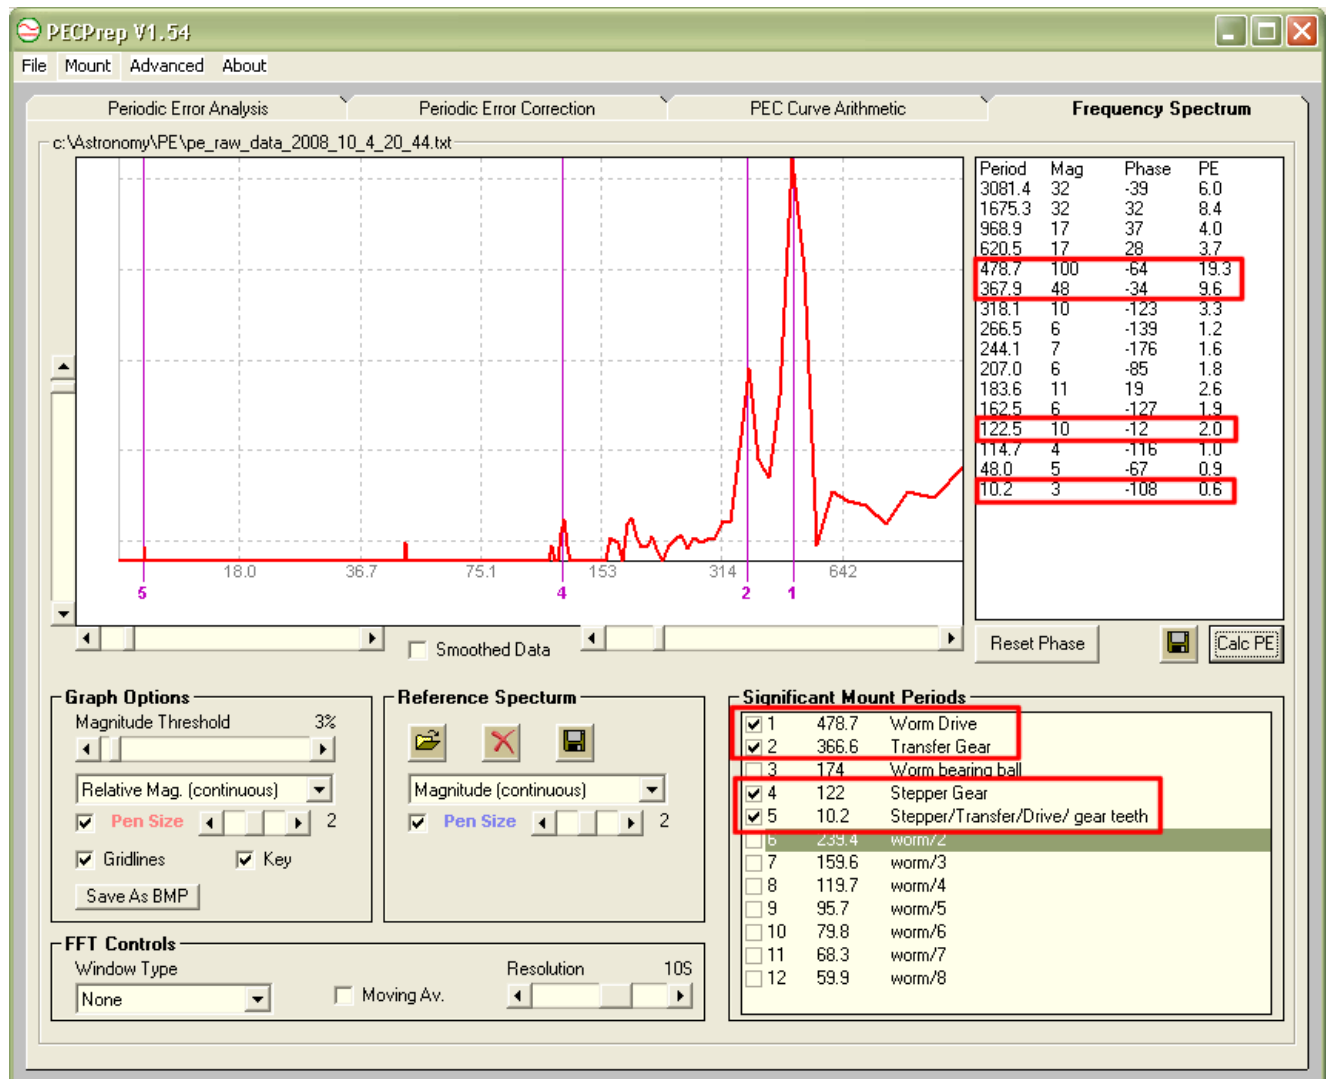 PECPrep V1.54
File Mount Advanced About
Periodic Error Analysis Periodic Error Correction PEC Curve Arithmetic Frequency Spectrum
c:\Astronomy\PE\pe_raw_data_2008_10_4_20_44.txt
Period Mag Phase PE
3081.4 32 -39 6.0
1675.3 32 32 8.4
968.9 17 37 4.0
620.5 17 28 3.7
478.7 100 -64 19.3
367.9 48 -34 9.6
318.1 10 -123 3.3
266.5 6 -139 1.2
244.1 7 -176 1.6
207.0 6 -85 1.8
183.6 11 19 2.6
162.5 6 -127 1.9
122.5 10 -12 2.0
114.7 4 -116 1.0
48.0 5 -67 0.9
10.2 3 -108 0.6
18.0 36.7 75.1 153 314 642
5 4 2 1
Smoothed Data
Reset Phase Calc PE
Graph Options
Magnitude Threshold 3%
Relative Mag. (continuous)
Pen Size 2
Gridlines Key
Save As BMP
Reference Specturm
Magnitude (continuous)
Pen Size 2
Significant Mount Periods
1 478.7 Worm Drive
2 366.6 Transfer Gear
3 174 Worm bearing ball
4 122 Stepper Gear
5 10.2 Stepper/Transfer/Drive/ gear teeth
6 239.4 worm/2
7 159.6 worm/3
8 119.7 worm/4
9 95.7 worm/5
10 79.8 worm/6
11 68.3 worm/7
12 59.9 worm/8
FFT Controls
Window Type
None
Moving Av.
Resolution 10S